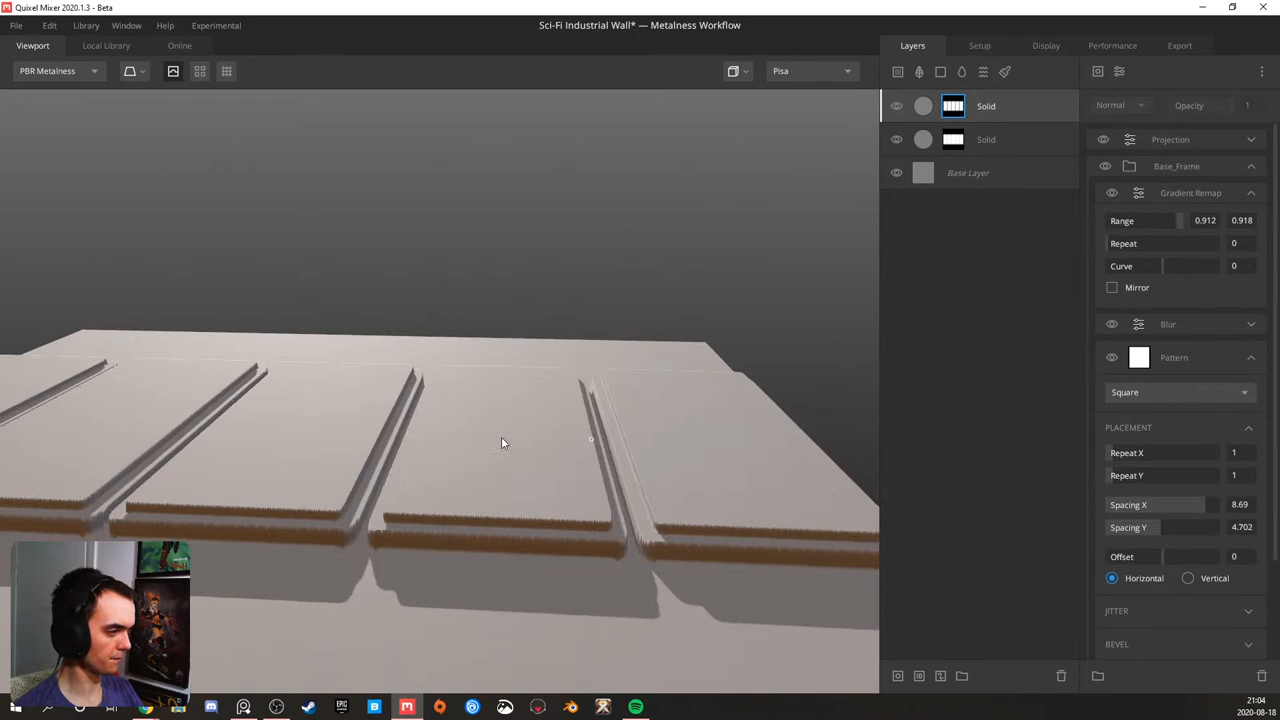 Quixel Mixer 2020.1.3 - Beta
File Edit Library Window Help Experimental
Sci-Fi Industrial Wall* — Metalness Workflow
Viewport Local Library Online
Layers Setup Display Performance Export
PBR Metalness
Pisa
Solid
Solid
Base Layer
Normal Opacity 1
Projection
Base_Frame
Gradient Remap
Range 0.912 0.918
Repeat 0
Curve 0
Mirror
Blur
Pattern
Square
PLACEMENT
Repeat X 1
Repeat Y 1
Spacing X 8.69
Spacing Y 4.702
Offset 0
Horizontal Vertical
JITTER
BEVEL
EPIC
21:04
2020-08-18